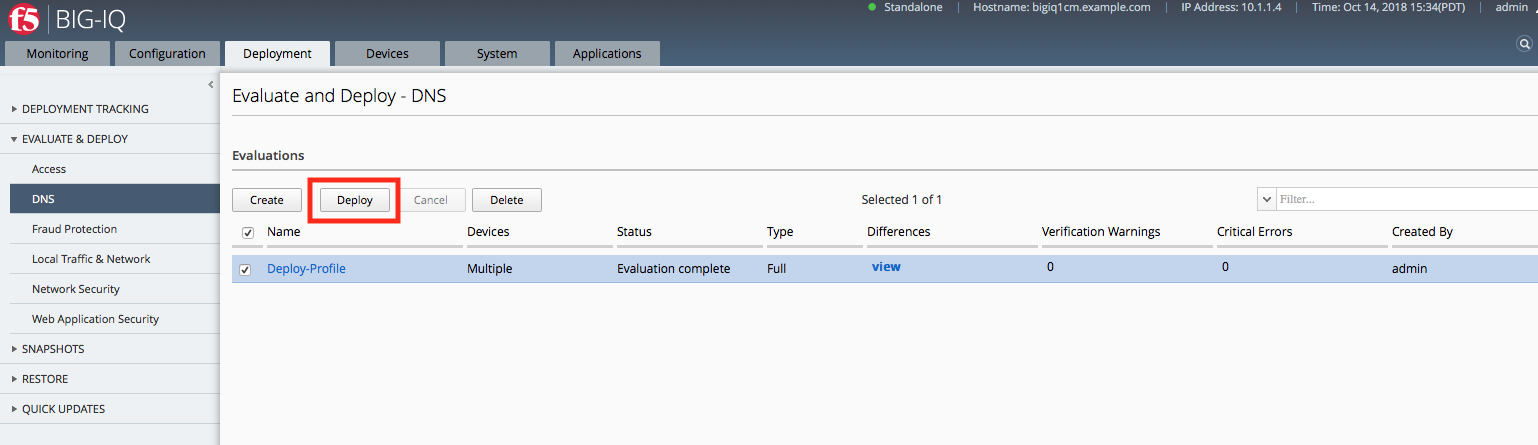 f5 BIG-IQ Standalone Hostname: bigiq1cm.example.com IP Address: 10.1.1.4 Time: Oct 14, 2018 15:34(PDT) admin
Monitoring Configuration Deployment Devices System Applications
DEPLOYMENT TRACKING
EVALUATE & DEPLOY
Access
DNS
Fraud Protection
Local Traffic & Network
Network Security
Web Application Security
SNAPSHOTS
RESTORE
QUICK UPDATES
Evaluate and Deploy - DNS
Evaluations
Create Deploy Cancel Delete Selected 1 of 1 Filter...
Name Devices Status Type Differences Verification Warnings Critical Errors Created By
Deploy-Profile Multiple Evaluation complete Full view 0 0 admin